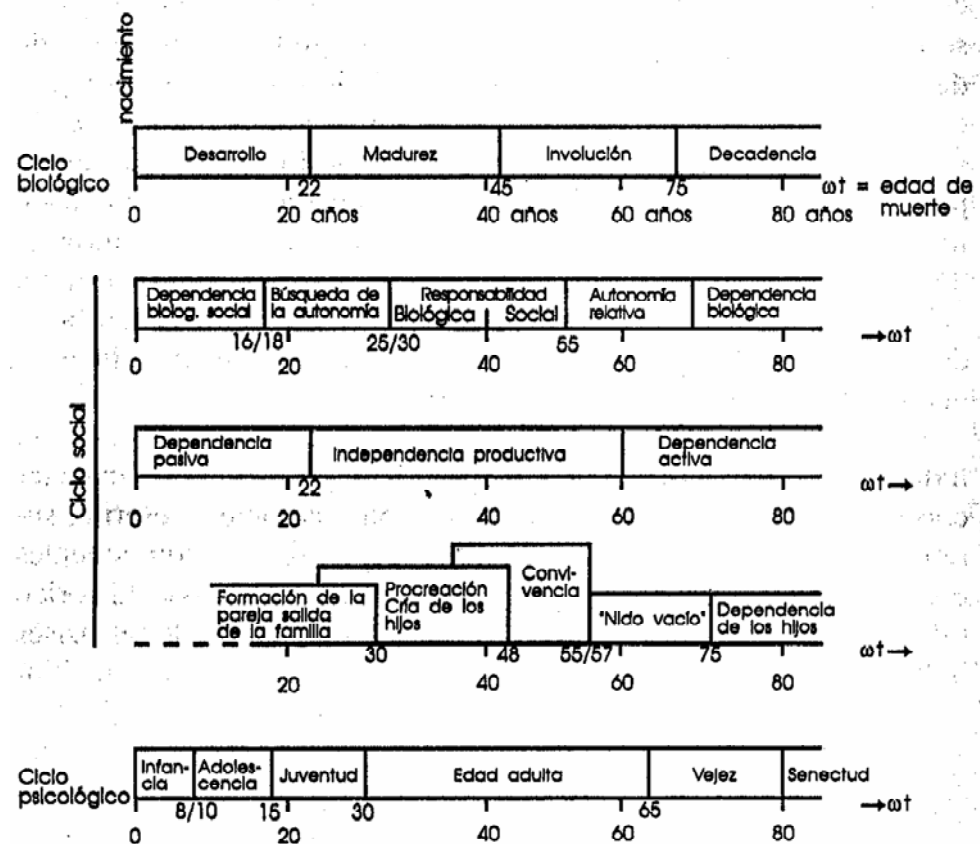 nacimiento
Ciclo
biológico
Desarrollo
Madurez
Involución
Decadencia
22
45
75
ωt = edad de
muerte
0
20 años
40 años
60 años
80 años
Ciclo social
Dependencia
biolog. social
Búsqueda de
la autonomía
Responsabilidad
Biológica Social
Autonomía
relativa
Dependencia
biológica
16/18
25/30
55
→ωt
0
20
40
60
80
Dependencia
pasiva
Independencia productiva
Dependencia
activa
22
ωt→
0
20
40
60
80
Formación de la
pareja salida
de la familia
Procreación
Cría de los
hijos
Convi-
vencia
"Nido vacío"
Dependencia
de los hijos
30
48
55/57
75
ωt→
20
40
60
80
Ciclo
psicológico
Infan-
cia
Adoles-
cencia
Juventud
Edad adulta
Vejez
Senectud
8/10
15
30
65
→ωt
0
20
40
60
80